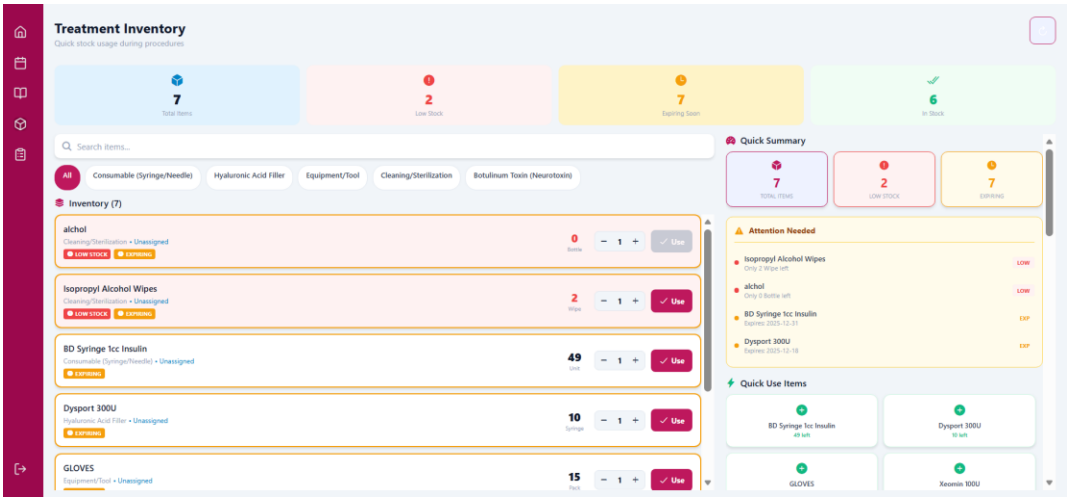 Treatment Inventory
Quick stock usage during procedures
7
Total Items
2
Low Stock
7
Expiring Soon
6
In Stock
Search items...
All
Consumable (Syringe/Needle)
Hyaluronic Acid Filler
Equipment/Tool
Cleaning/Sterilization
Botulinum Toxin (Neurotoxin)
Inventory (7)
alchol
Cleaning/Sterilization • Unassigned
LOW STOCK
EXPIRING
0
Bottle
− 1 +
Use
Isopropyl Alcohol Wipes
Cleaning/Sterilization • Unassigned
LOW STOCK
EXPIRING
2
Wipe
− 1 +
Use
BD Syringe 1cc Insulin
Consumable (Syringe/Needle) • Unassigned
EXPIRING
49
Unit
− 1 +
Use
Dysport 300U
Hyaluronic Acid Filler • Unassigned
EXPIRING
10
Syringe
− 1 +
Use
GLOVES
Equipment/Tool • Unassigned
15
− 1 +
Use
Quick Summary
7
TOTAL ITEMS
2
LOW STOCK
7
EXPIRING
Attention Needed
Isopropyl Alcohol Wipes
Only 2 Wipe left
LOW
alchol
Only 0 Bottle left
LOW
BD Syringe 1cc Insulin
Expires: 2025-12-31
EXP
Dysport 300U
Expires: 2025-12-18
EXP
Quick Use Items
BD Syringe 1cc Insulin
49 left
Dysport 300U
10 left
GLOVES
Xeomin 100U